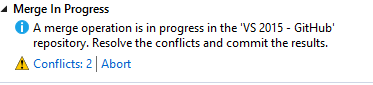 Merge In Progress
A merge operation is in progress in the 'VS 2015 - GitHub'
repository. Resolve the conflicts and commit the results.
Conflicts: 2 | Abort